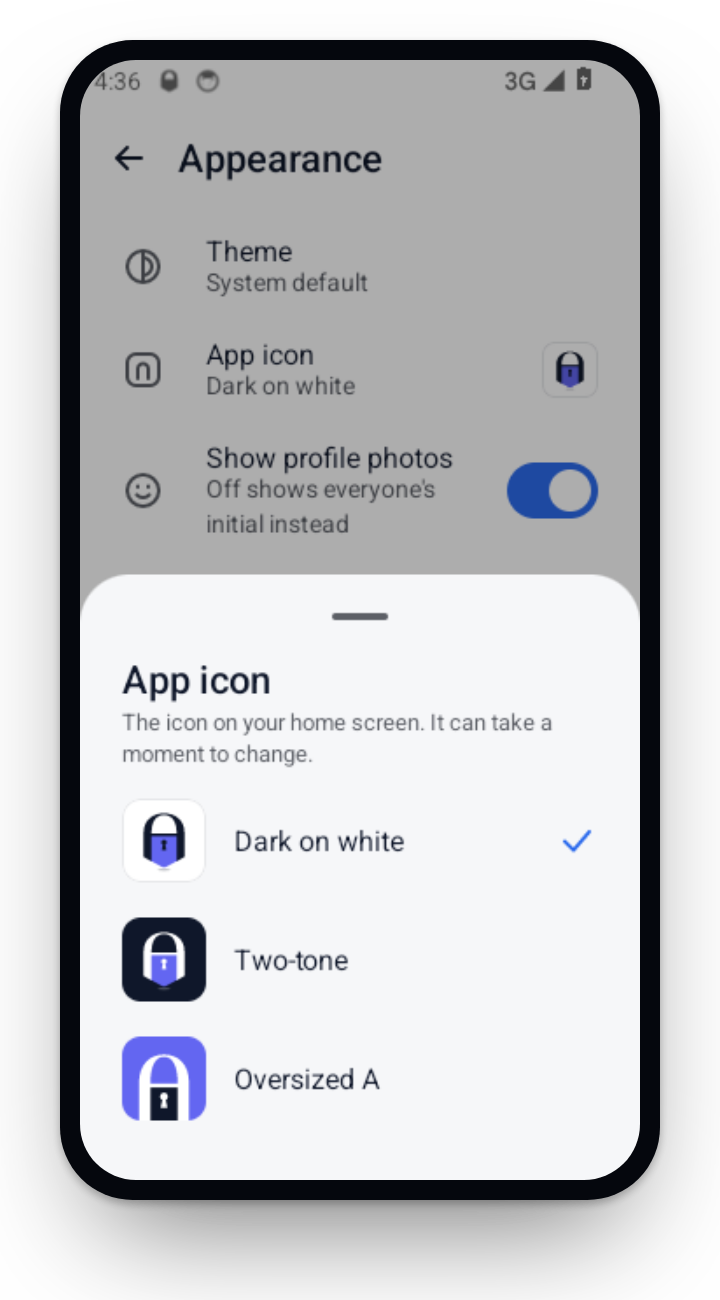 4:36
3G
Appearance
Theme
System default
App icon
Dark on white
Show profile photos
Off shows everyone's
initial instead
App icon
The icon on your home screen. It can take a
moment to change.
Dark on white
Two-tone
Oversized A